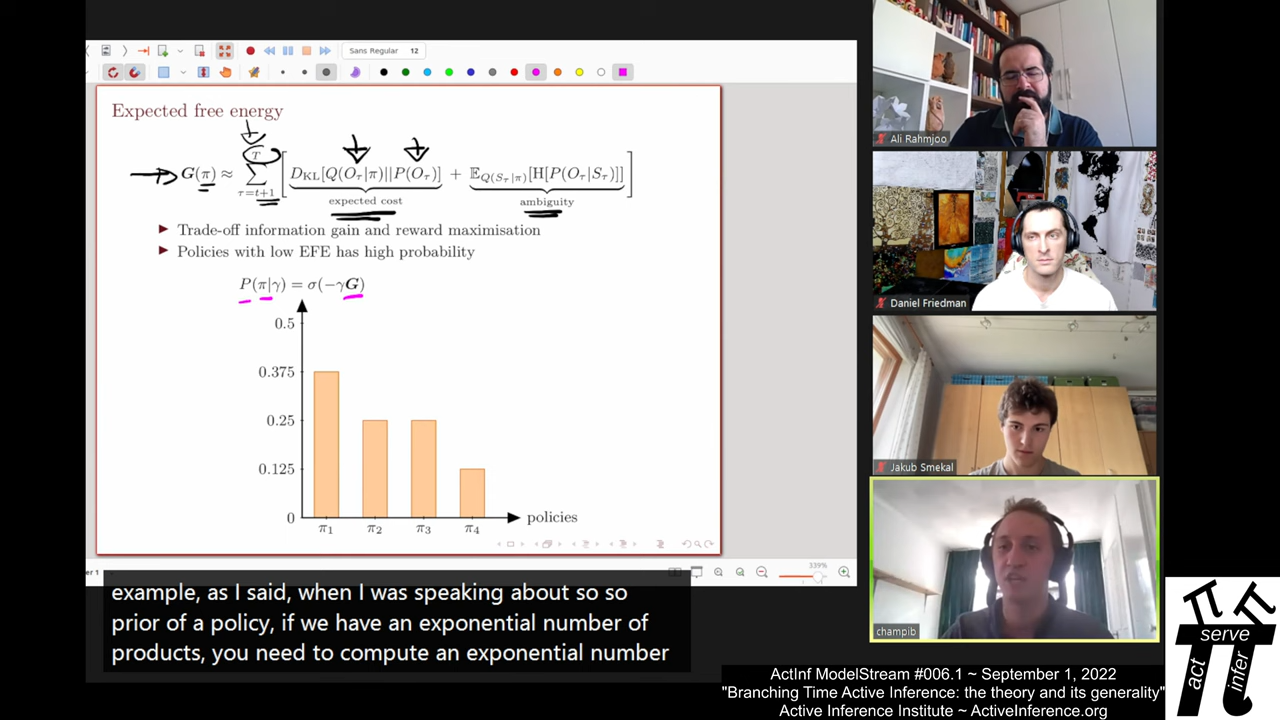 Sans Regular 12
Expected free energy
G(π) ≈ T ∑ τ=t+1 [ D_KL[Q(O_τ|π)||P(O_τ)] + 𝔼_Q(S_τ|π)[H[P(O_τ|S_τ)]] ]
expected cost ambiguity
▶ Trade-off information gain and reward maximisation
▶ Policies with low EFE has high probability
P(π|γ) = σ(−γG)
0.5
0.375
0.25
0.125
0
policies
π₁ π₂ π₃ π₄
339%
example, as I said, when I was speaking about so so
prior of a policy, if we have an exponential number of
products, you need to compute an exponential number
Ali Rahmjoo
Daniel Friedman
Jakub Smekal
champib
π π
serve
π
act
infer
ActInf ModelStream #006.1 ~ September 1, 2022
"Branching Time Active Inference: the theory and its generality"
Active Inference Institute ~ ActiveInference.org